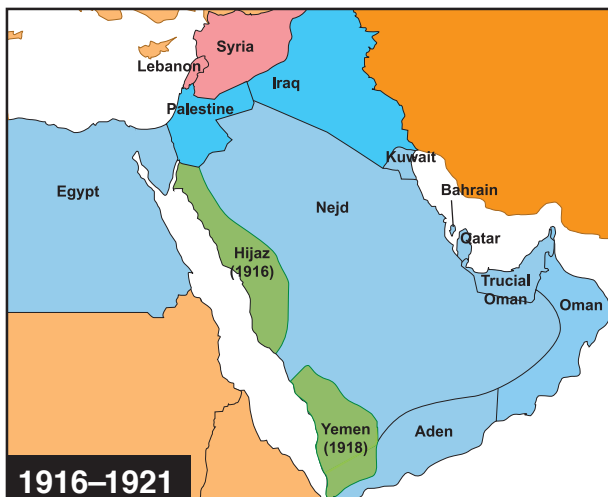 Syria
Lebanon
Iraq
Palestine
Kuwait
Egypt
Nejd
Bahrain
Qatar
Hijaz
(1916)
Trucial
Oman
Oman
Yemen
(1918)
Aden
1916–1921